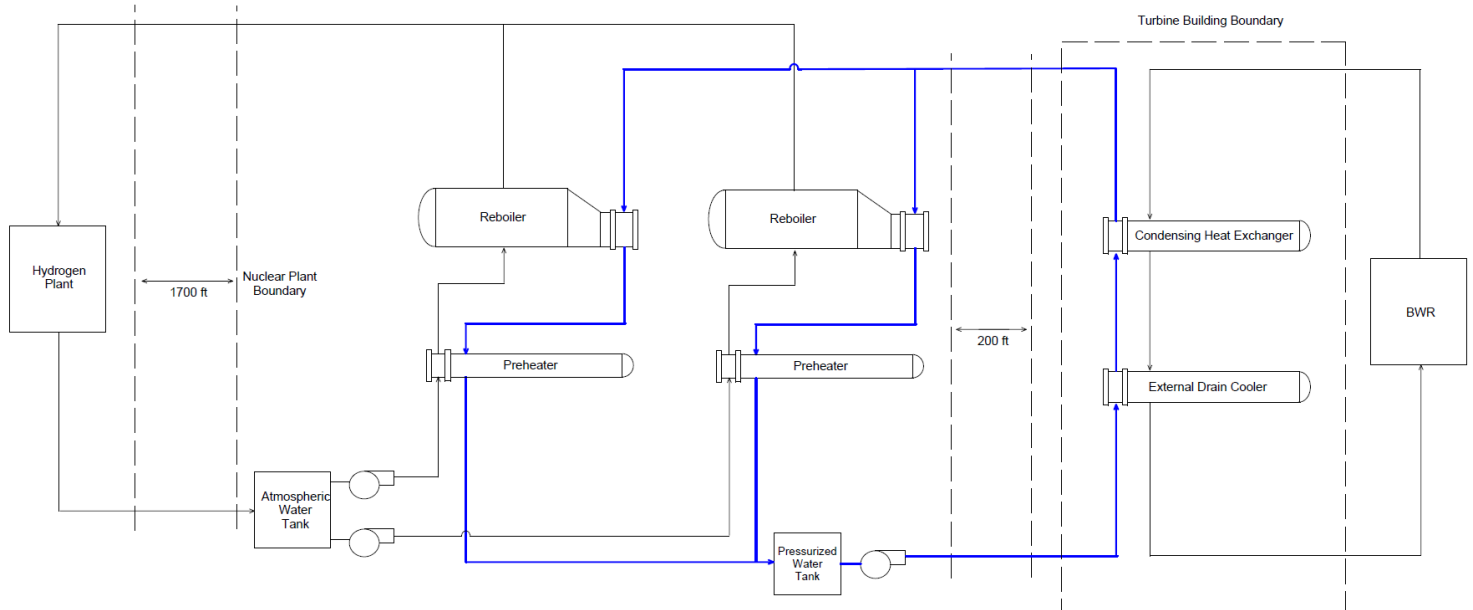 Turbine Building Boundary
Reboiler
Reboiler
Condensing Heat Exchanger
Hydrogen
Plant
1700 ft
Nuclear Plant
Boundary
BWR
200 ft
Preheater
Preheater
External Drain Cooler
Atmospheric
Water
Tank
Pressurized
Water
Tank